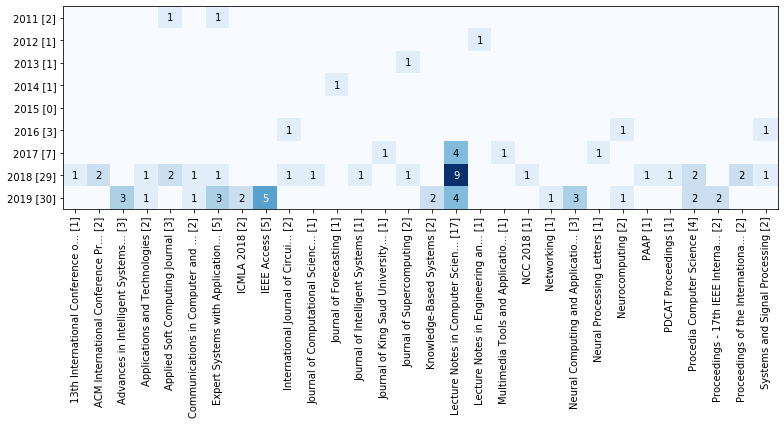 2011 [2] 1 1
2012 [1] 1
2013 [1] 1
2014 [1] 1
2015 [0]
2016 [3] 1 1 1
2017 [7] 1 4 1 1
2018 [29] 1 2 1 2 1 1 1 1 1 1 9 1 1 1 2 2 1
2019 [30] 3 1 1 3 2 5 2 4 1 3 1 2 2
13th International Conference o... [1]
ACM International Conference Pr... [2]
Advances in Intelligent Systems... [3]
Applications and Technologies [2]
Applied Soft Computing Journal [3]
Communications in Computer and ... [2]
Expert Systems with Application... [5]
ICMLA 2018 [2]
IEEE Access [5]
International Journal of Circui... [2]
Journal of Computational Scienc... [1]
Journal of Forecasting [1]
Journal of Intelligent Systems [1]
Journal of King Saud University... [1]
Journal of Supercomputing [2]
Knowledge-Based Systems [2]
Lecture Notes in Computer Scien... [17]
Lecture Notes in Engineering an... [1]
Multimedia Tools and Applicatio... [1]
NCC 2018 [1]
Networking [1]
Neural Computing and Applicatio... [3]
Neural Processing Letters [1]
Neurocomputing [2]
PAAP [1]
PDCAT Proceedings [1]
Procedia Computer Science [4]
Proceedings - 17th IEEE Interna... [2]
Proceedings of the Internationa... [2]
Systems and Signal Processing [2]